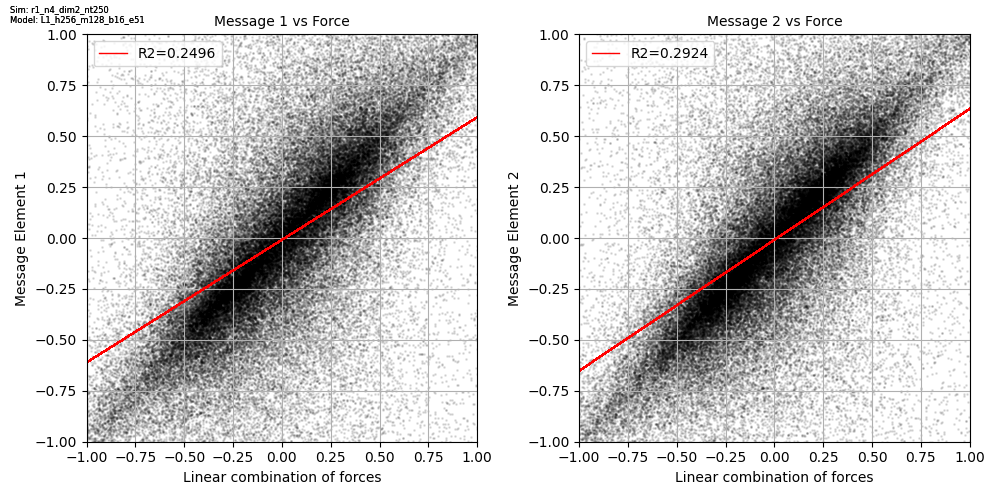 Sim: r1_n4_dim2_nt250
Model: L1_h256_m128_b16_e51
Message 1 vs Force
R2=0.2496
1.00
0.75
0.50
0.25
0.00
−0.25
−0.50
−0.75
−1.00
Message Element 1
−1.00 −0.75 −0.50 −0.25 0.00 0.25 0.50 0.75 1.00
Linear combination of forces
Message 2 vs Force
R2=0.2924
1.00
0.75
0.50
0.25
0.00
−0.25
−0.50
−0.75
−1.00
Message Element 2
−1.00 −0.75 −0.50 −0.25 0.00 0.25 0.50 0.75 1.00
Linear combination of forces